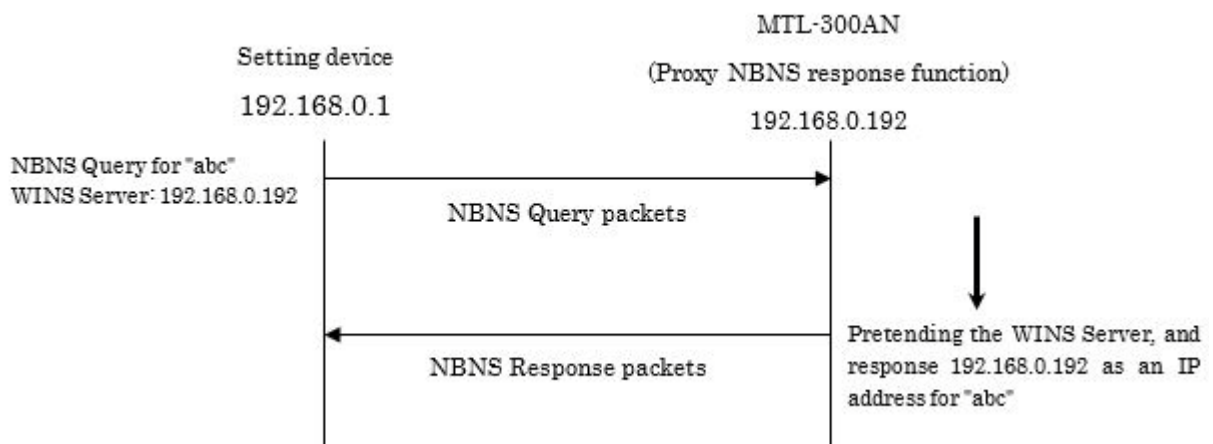 MTL-300AN
Setting device
(Proxy NBNS response function)
192.168.0.1
192.168.0.192
NBNS Query for "abc"
WINS Server: 192.168.0.192
NBNS Query packets
Pretending the WINS Server, and
response 192.168.0.192 as an IP
address for "abc"
NBNS Response packets